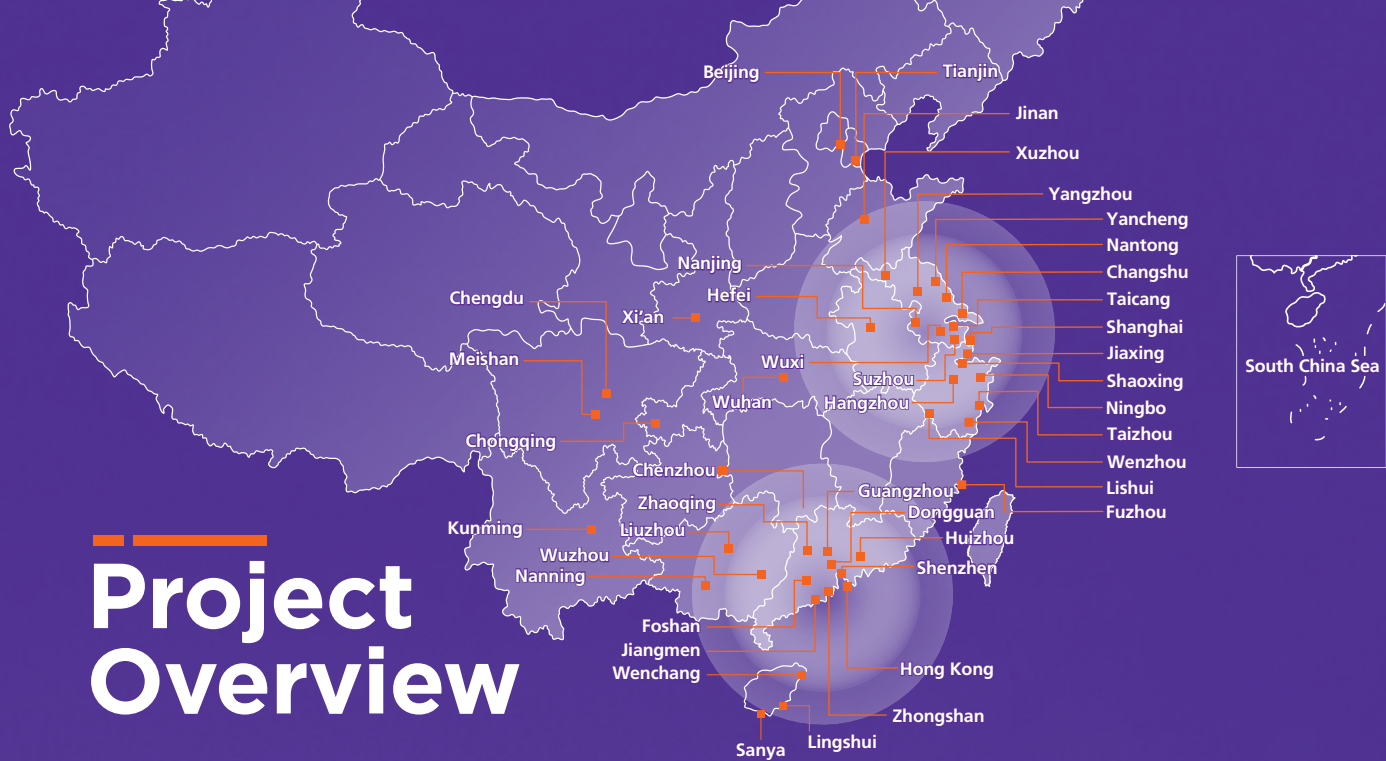 Beijing
Tianjin
Jinan
Xuzhou
Yangzhou
Yancheng
Nantong
Nanjing
Changshu
Hefei
Chengdu
Taicang
Xi'an
Shanghai
Jiaxing
Meishan
Wuxi
South China Sea
Suzhou
Shaoxing
Wuhan
Hangzhou
Ningbo
Taizhou
Chongqing
Wenzhou
Chenzhou
Lishui
Guangzhou
Zhaoqing
Dongguan
Fuzhou
Kunming
Liuzhou
Huizhou
Wuzhou
Shenzhen
Nanning
Project
Overview
Foshan
Jiangmen
Wenchang
Hong Kong
Zhongshan
Lingshui
Sanya